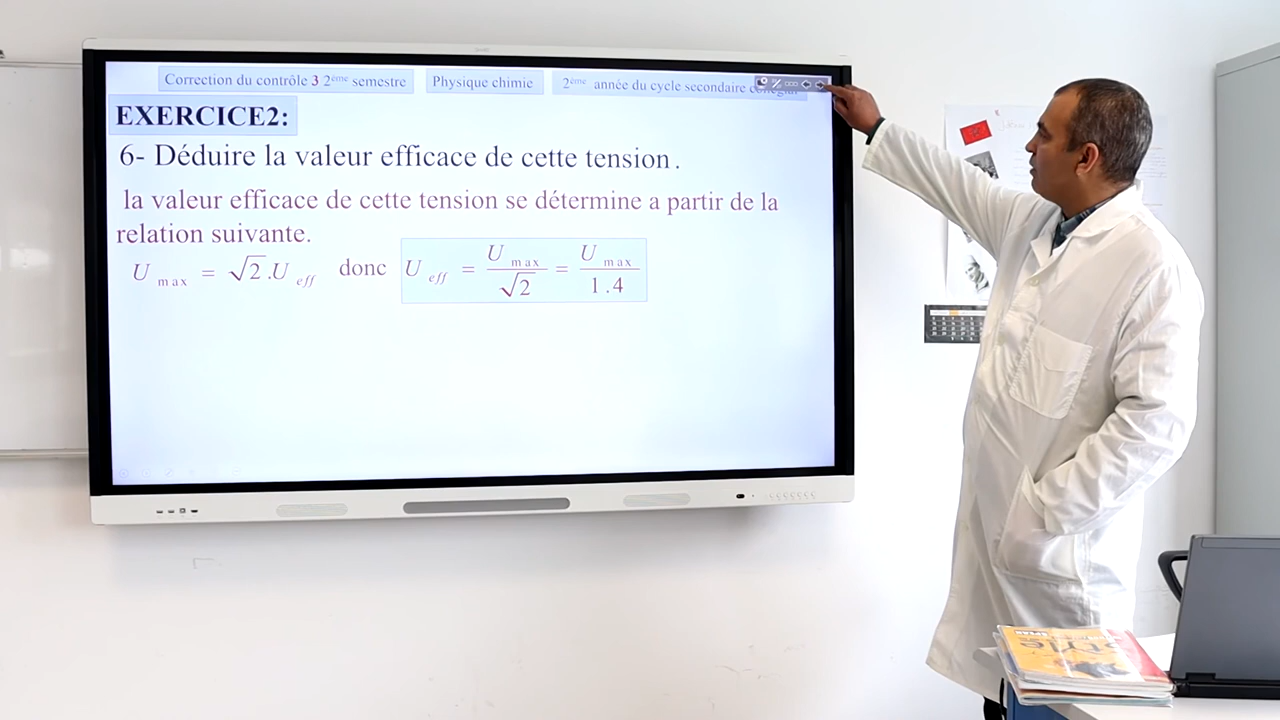 Correction du contrôle 3 2ème semestre
Physique chimie
2ème année du cycle secondaire
EXERCICE2:
6- Déduire la valeur efficace de cette tension.
la valeur efficace de cette tension se détermine a partir de la
relation suivante.
U max = √2.U eff donc U eff = U max / √2 = U max / 1.4